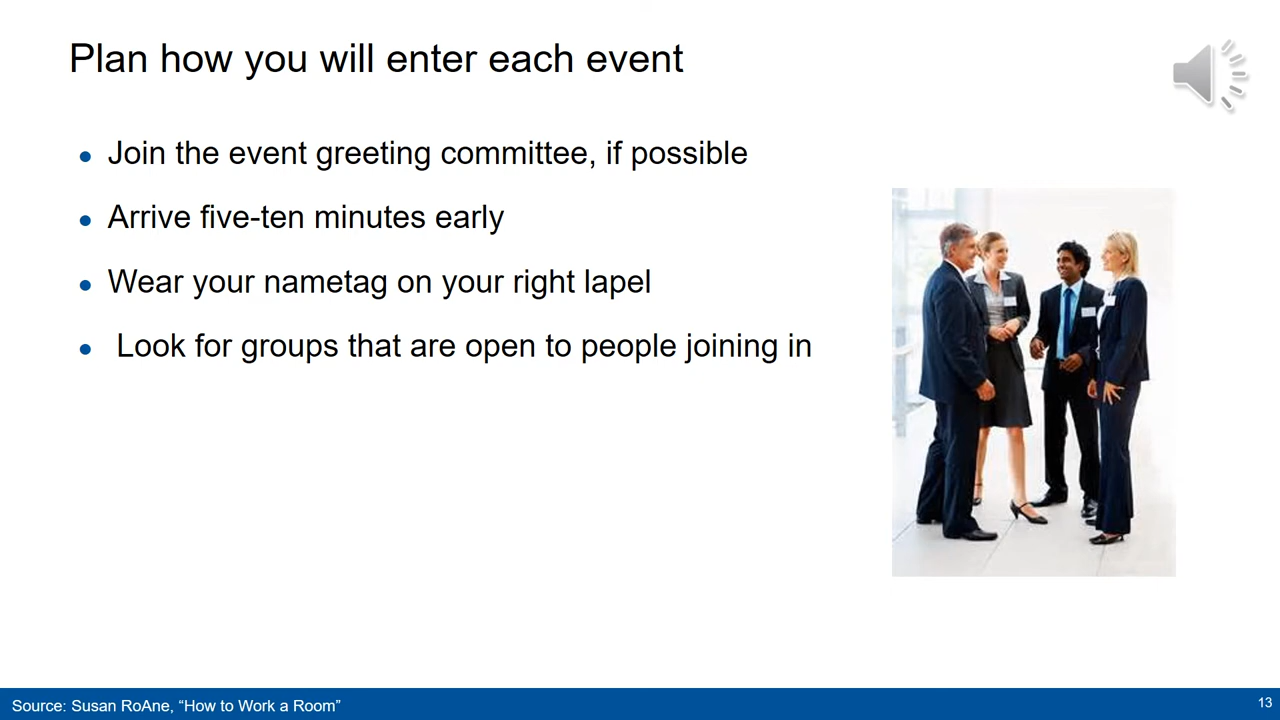 Plan how you will enter each event
● Join the event greeting committee, if possible
● Arrive five-ten minutes early
● Wear your nametag on your right lapel
● Look for groups that are open to people joining in
Source: Susan RoAne, “How to Work a Room”
13